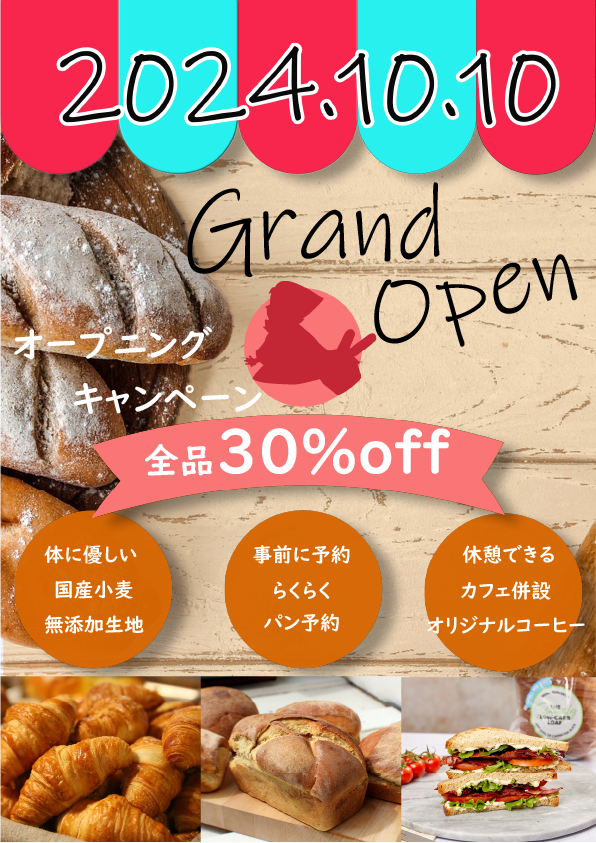 2024.10.10
Grand
Open
オープニング
キャンペーン
全品30%off
体に優しい
国産小麦
無添加生地
事前に予約
らくらく
パン予約
休憩できる
カフェ併設
オリジナルコーヒー
LOAF